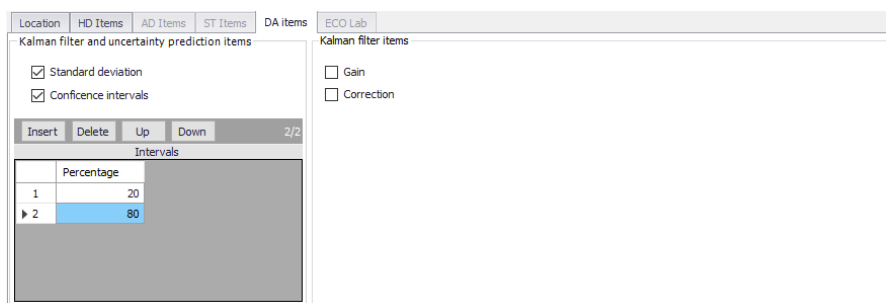 Location HD Items AD Items ST Items DA items ECO Lab
Kalman filter and uncertainty prediction items
Kalman filter items
Standard deviation
Conficence intervals
Gain
Correction
Insert Delete Up Down 2/2
Intervals
Percentage
1 20
2 80